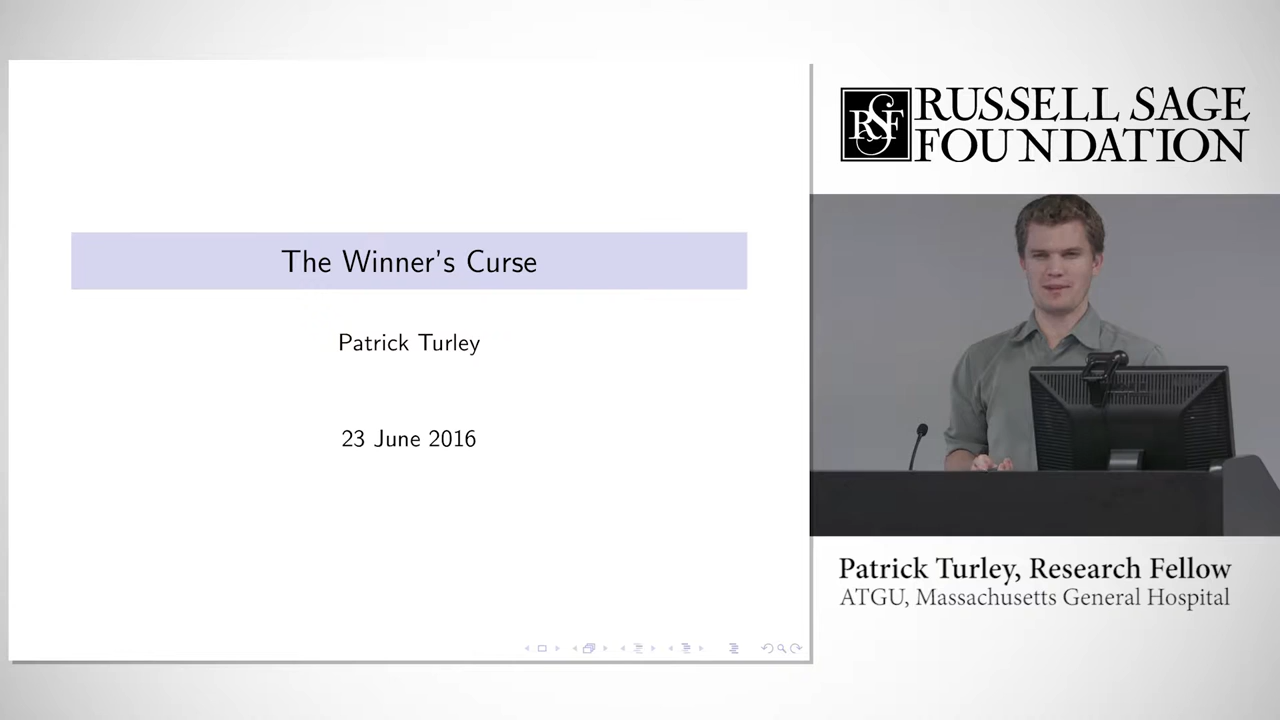 The Winner's Curse
Patrick Turley
23 June 2016
RSF
RUSSELL SAGE
FOUNDATION
Patrick Turley, Research Fellow
ATGU, Massachusetts General Hospital